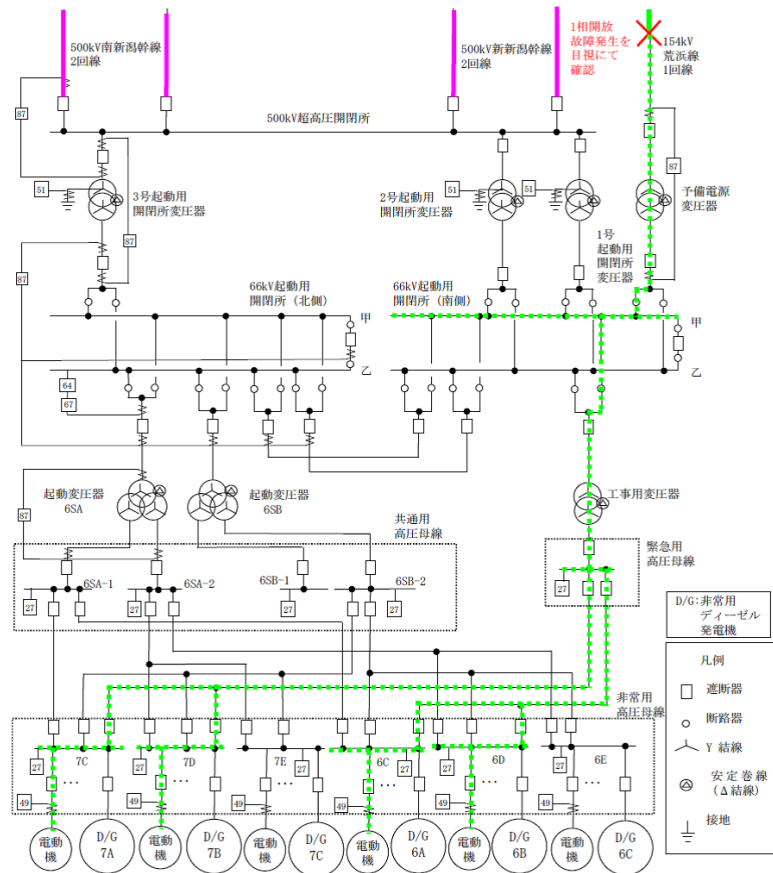 500kV南新潟幹線
2回線
500kV新新潟幹線
2回線
1相開放
故障発生を
目視にて
確認
154kV
荒浜線
1回線
87
500kV超高圧開閉所
87
51
3号起動用
開閉所変圧器
87
51
2号起動用
開閉所変圧器
51
予備電源
変圧器
1号
起動用
開閉所
変圧器
87
66kV起動用
開閉所(北側)
66kV起動用
開閉所(南側)
甲
甲
乙
乙
64
67
起動変圧器
6SA
起動変圧器
6SB
工事用変圧器
87
共通用
高圧母線
緊急用
高圧母線
6SA-1
6SA-2
6SB-1
6SB-2
27
27
27
27
27
D/G:非常用
ディーゼル
発電機
凡例
遮断器
断路器
Y 結線
安定巻線
(Δ結線)
接地
非常用
高圧母線
7C
7D
7E
6C
6D
6E
27
27
27
27
27
27
…
…
…
…
…
…
49
49
49
49
49
49
電動
機
D/G
7A
電動
機
D/G
7B
電動
機
D/G
7C
電動
機
D/G
6A
電動
機
D/G
6B
電動
機
D/G
6C